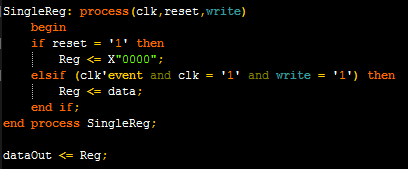 SingleReg: process(clk,reset,write)
    begin
    if reset = '1' then
        Reg <= X"0000";
    elsif (clk'event and clk = '1' and write = '1') then
        Reg <= data;
    end if;
end process SingleReg;

dataOut <= Reg;